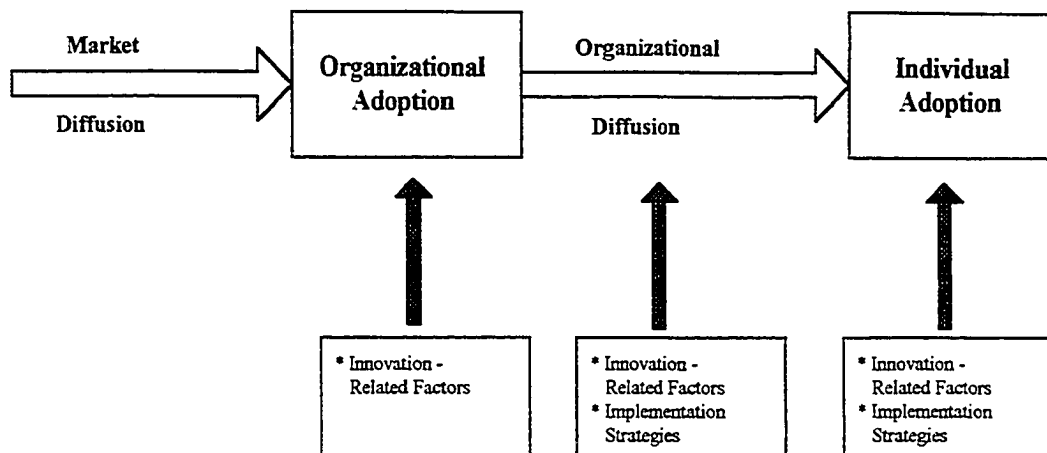 Market
Diffusion
Organizational
Adoption
Organizational
Diffusion
Individual
Adoption
* Innovation -
Related Factors
* Innovation -
Related Factors
* Implementation
Strategies
* Innovation -
Related Factors
* Implementation
Strategies